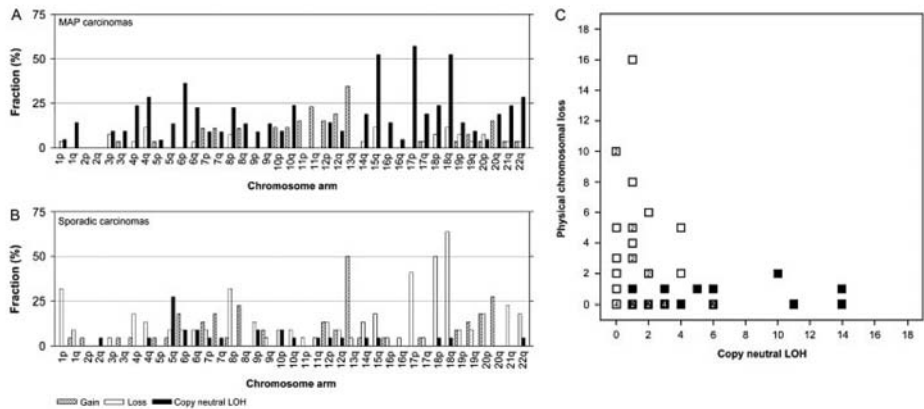 A
MAP carcinomas
75
50
25
0
Fraction (%)
1p 1q 2p 2q 3p 3q 4p 4q 5p 5q 6p 6q 7p 7q 8p 8q 9p 9q 10p 10q 11p 11q 12p 12q 13q 14q 15q 16p 16q 17p 17q 18p 18q 19p 19q 20p 20q 21q 22q
Chromosome arm
B
Sporadic carcinomas
75
50
25
0
Fraction (%)
1p 1q 2p 2q 3p 3q 4p 4q 5p 5q 6p 6q 7p 7q 8p 8q 9p 9q 10p 10q 11p 11q 12p 12q 13q 14q 15q 16p 16q 17p 17q 18p 18q 19p 19q 20p 20q 21q 22q
Chromosome arm
Gain Loss Copy neutral LOH
C
Physical chromosomal loss
16
14
12
10
8
6
4
2
0
0 2 4 6 8 10 12 14 16 18
Copy neutral LOH